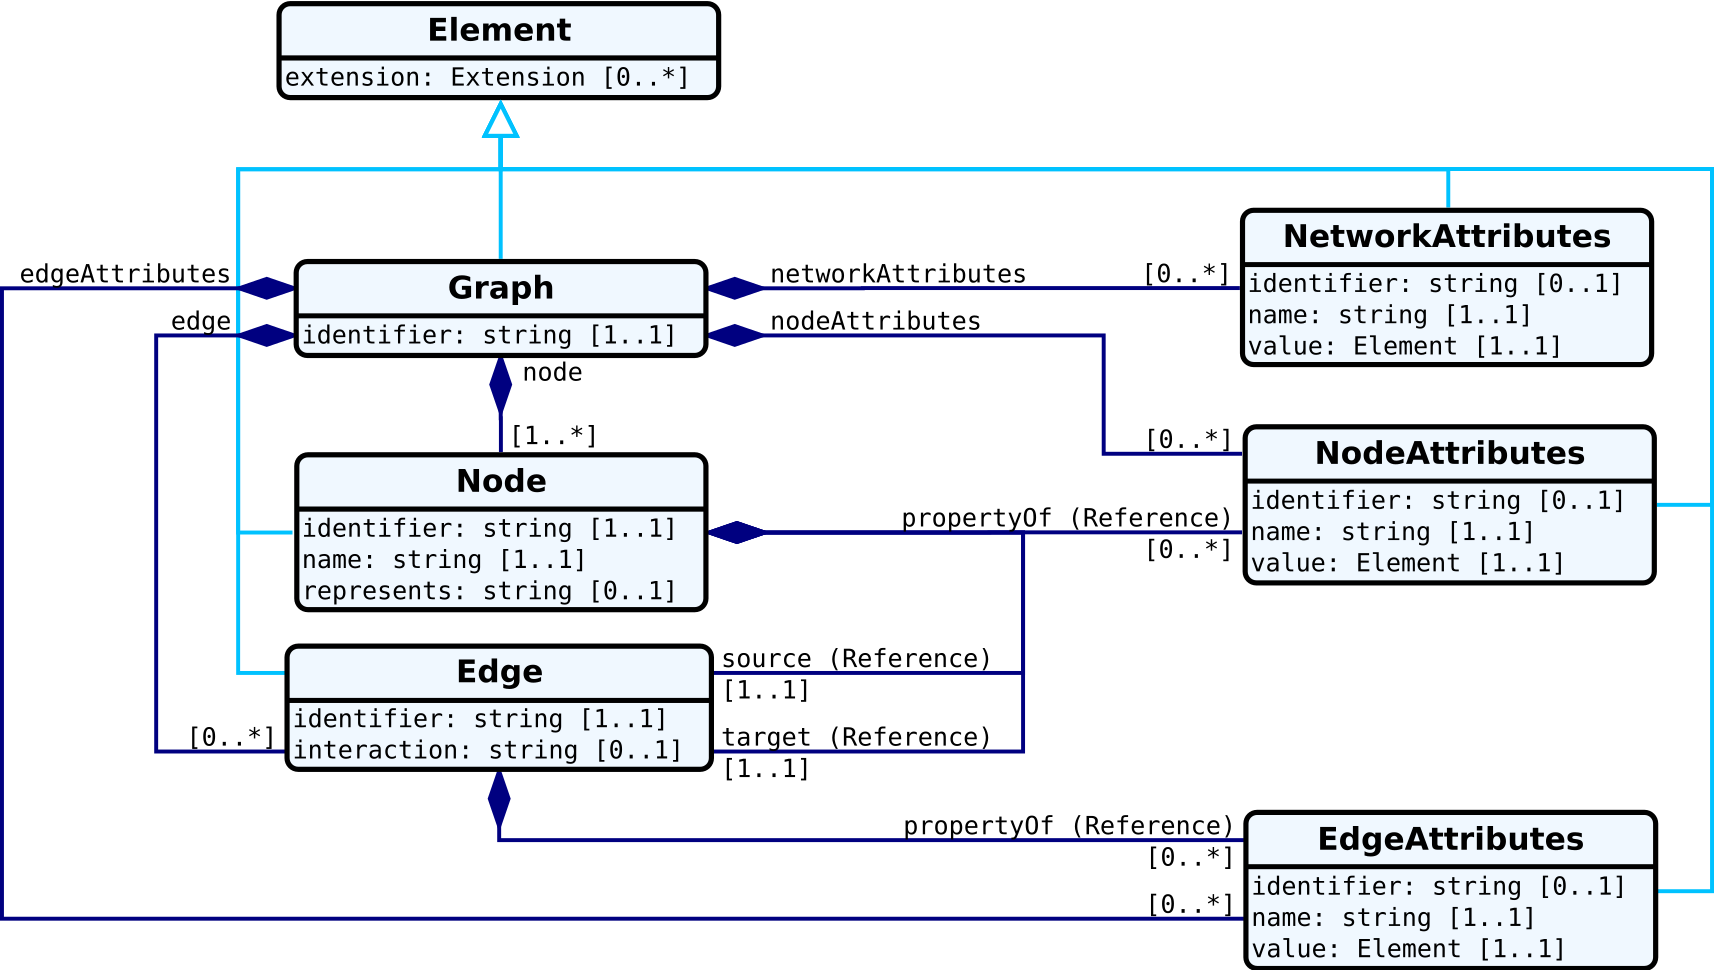 Element
extension: Extension [0..*]
edgeAttributes
edge
Graph
identifier: string [1..1]
networkAttributes
[0..*]
nodeAttributes
NetworkAttributes
identifier: string [0..1]
name: string [1..1]
value: Element [1..1]
node
[1..*]
[0..*]
NodeAttributes
identifier: string [0..1]
name: string [1..1]
value: Element [1..1]
Node
identifier: string [1..1]
name: string [1..1]
represents: string [0..1]
propertyOf (Reference)
[0..*]
Edge
identifier: string [1..1]
interaction: string [0..1]
[0..*]
source (Reference)
[1..1]
target (Reference)
[1..1]
propertyOf (Reference)
[0..*]
[0..*]
EdgeAttributes
identifier: string [0..1]
name: string [1..1]
value: Element [1..1]